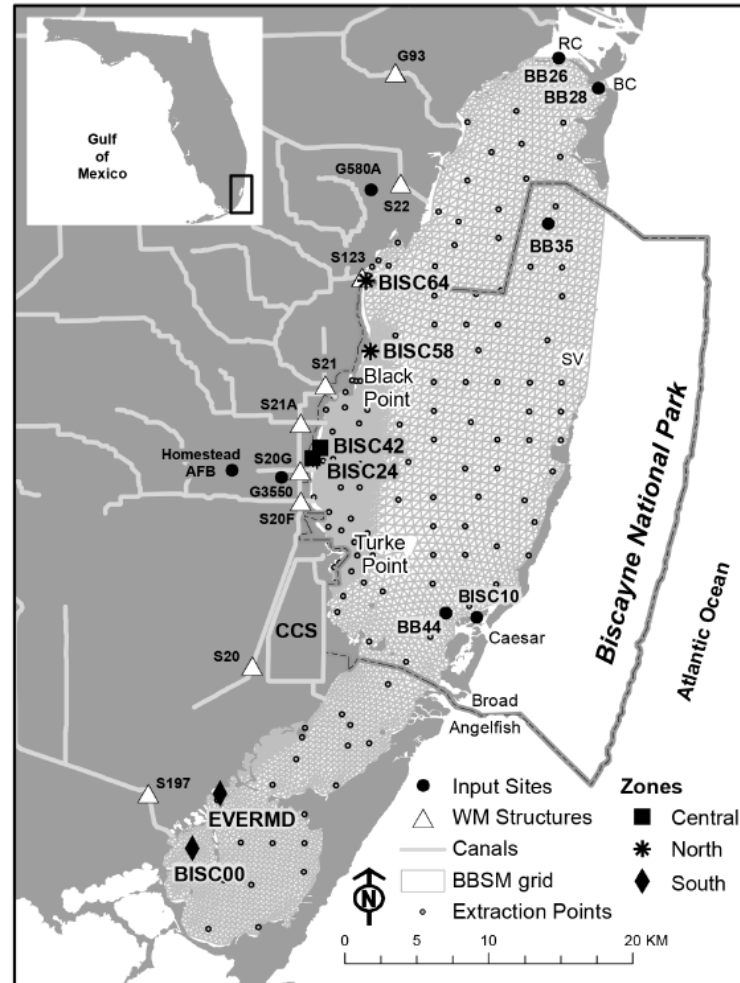 RC
G93
BB26
BC
BB28
Gulf
of
Mexico
G580A
S22
BB35
S123
BISC64
BISC58
SV
S21
Black
Point
S21A
BISC42
Homestead
AFB
S20G
BISC24
G3550
S20F
Turke
Point
Biscayne National Park
Atlantic Ocean
BISC10
CCS
BB44
Caesar
S20
Broad
Angelfish
S197
EVERMD
BISC00
Input Sites
WM Structures
Canals
BBSM grid
Extraction Points
Zones
Central
North
South
N
0 5 10 20 KM